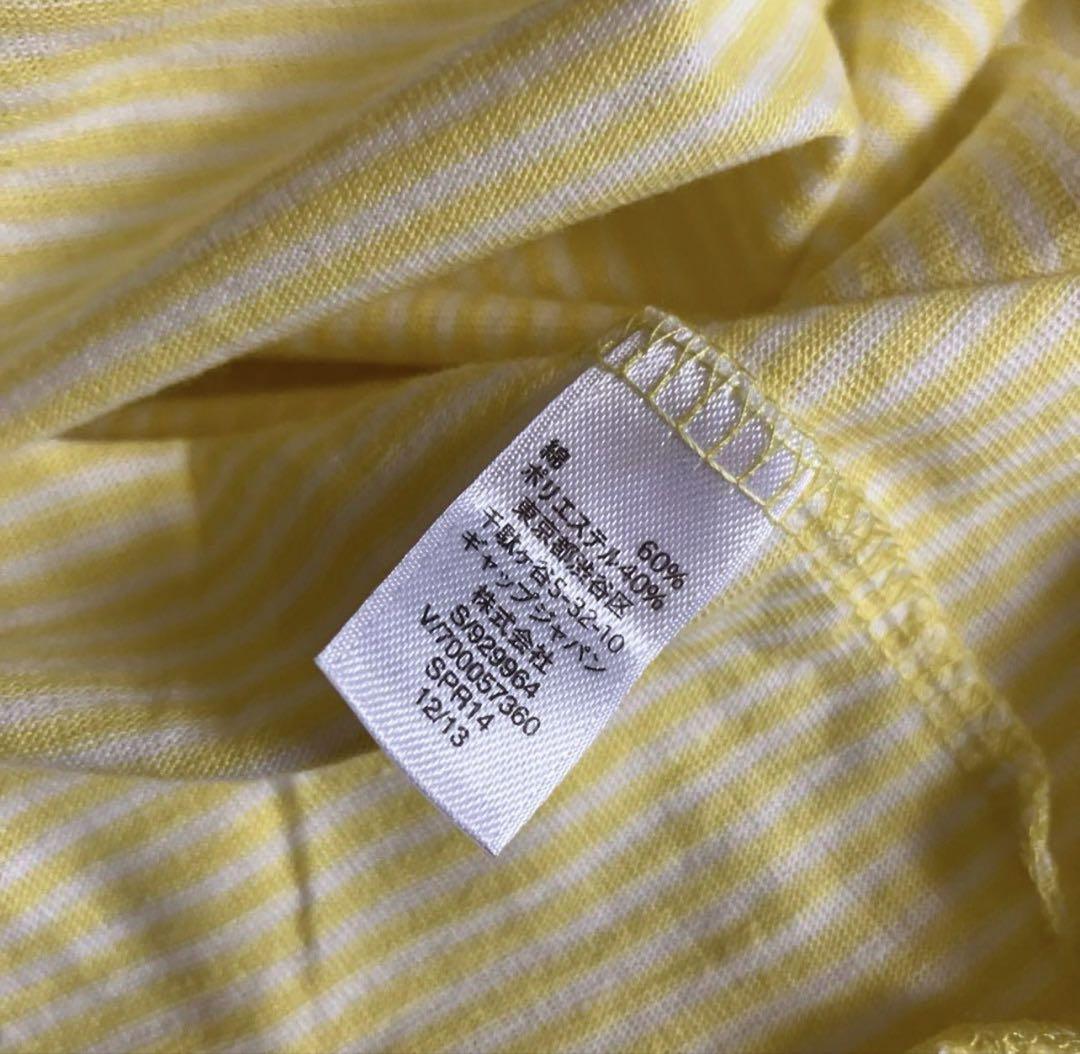 綿 60%
ポリエステル40%
東京都渋谷区
千駄ヶ谷5-32-10
ギャップジャパン
株式会社
S/929964
V/7D0057360
SPR14
12/13